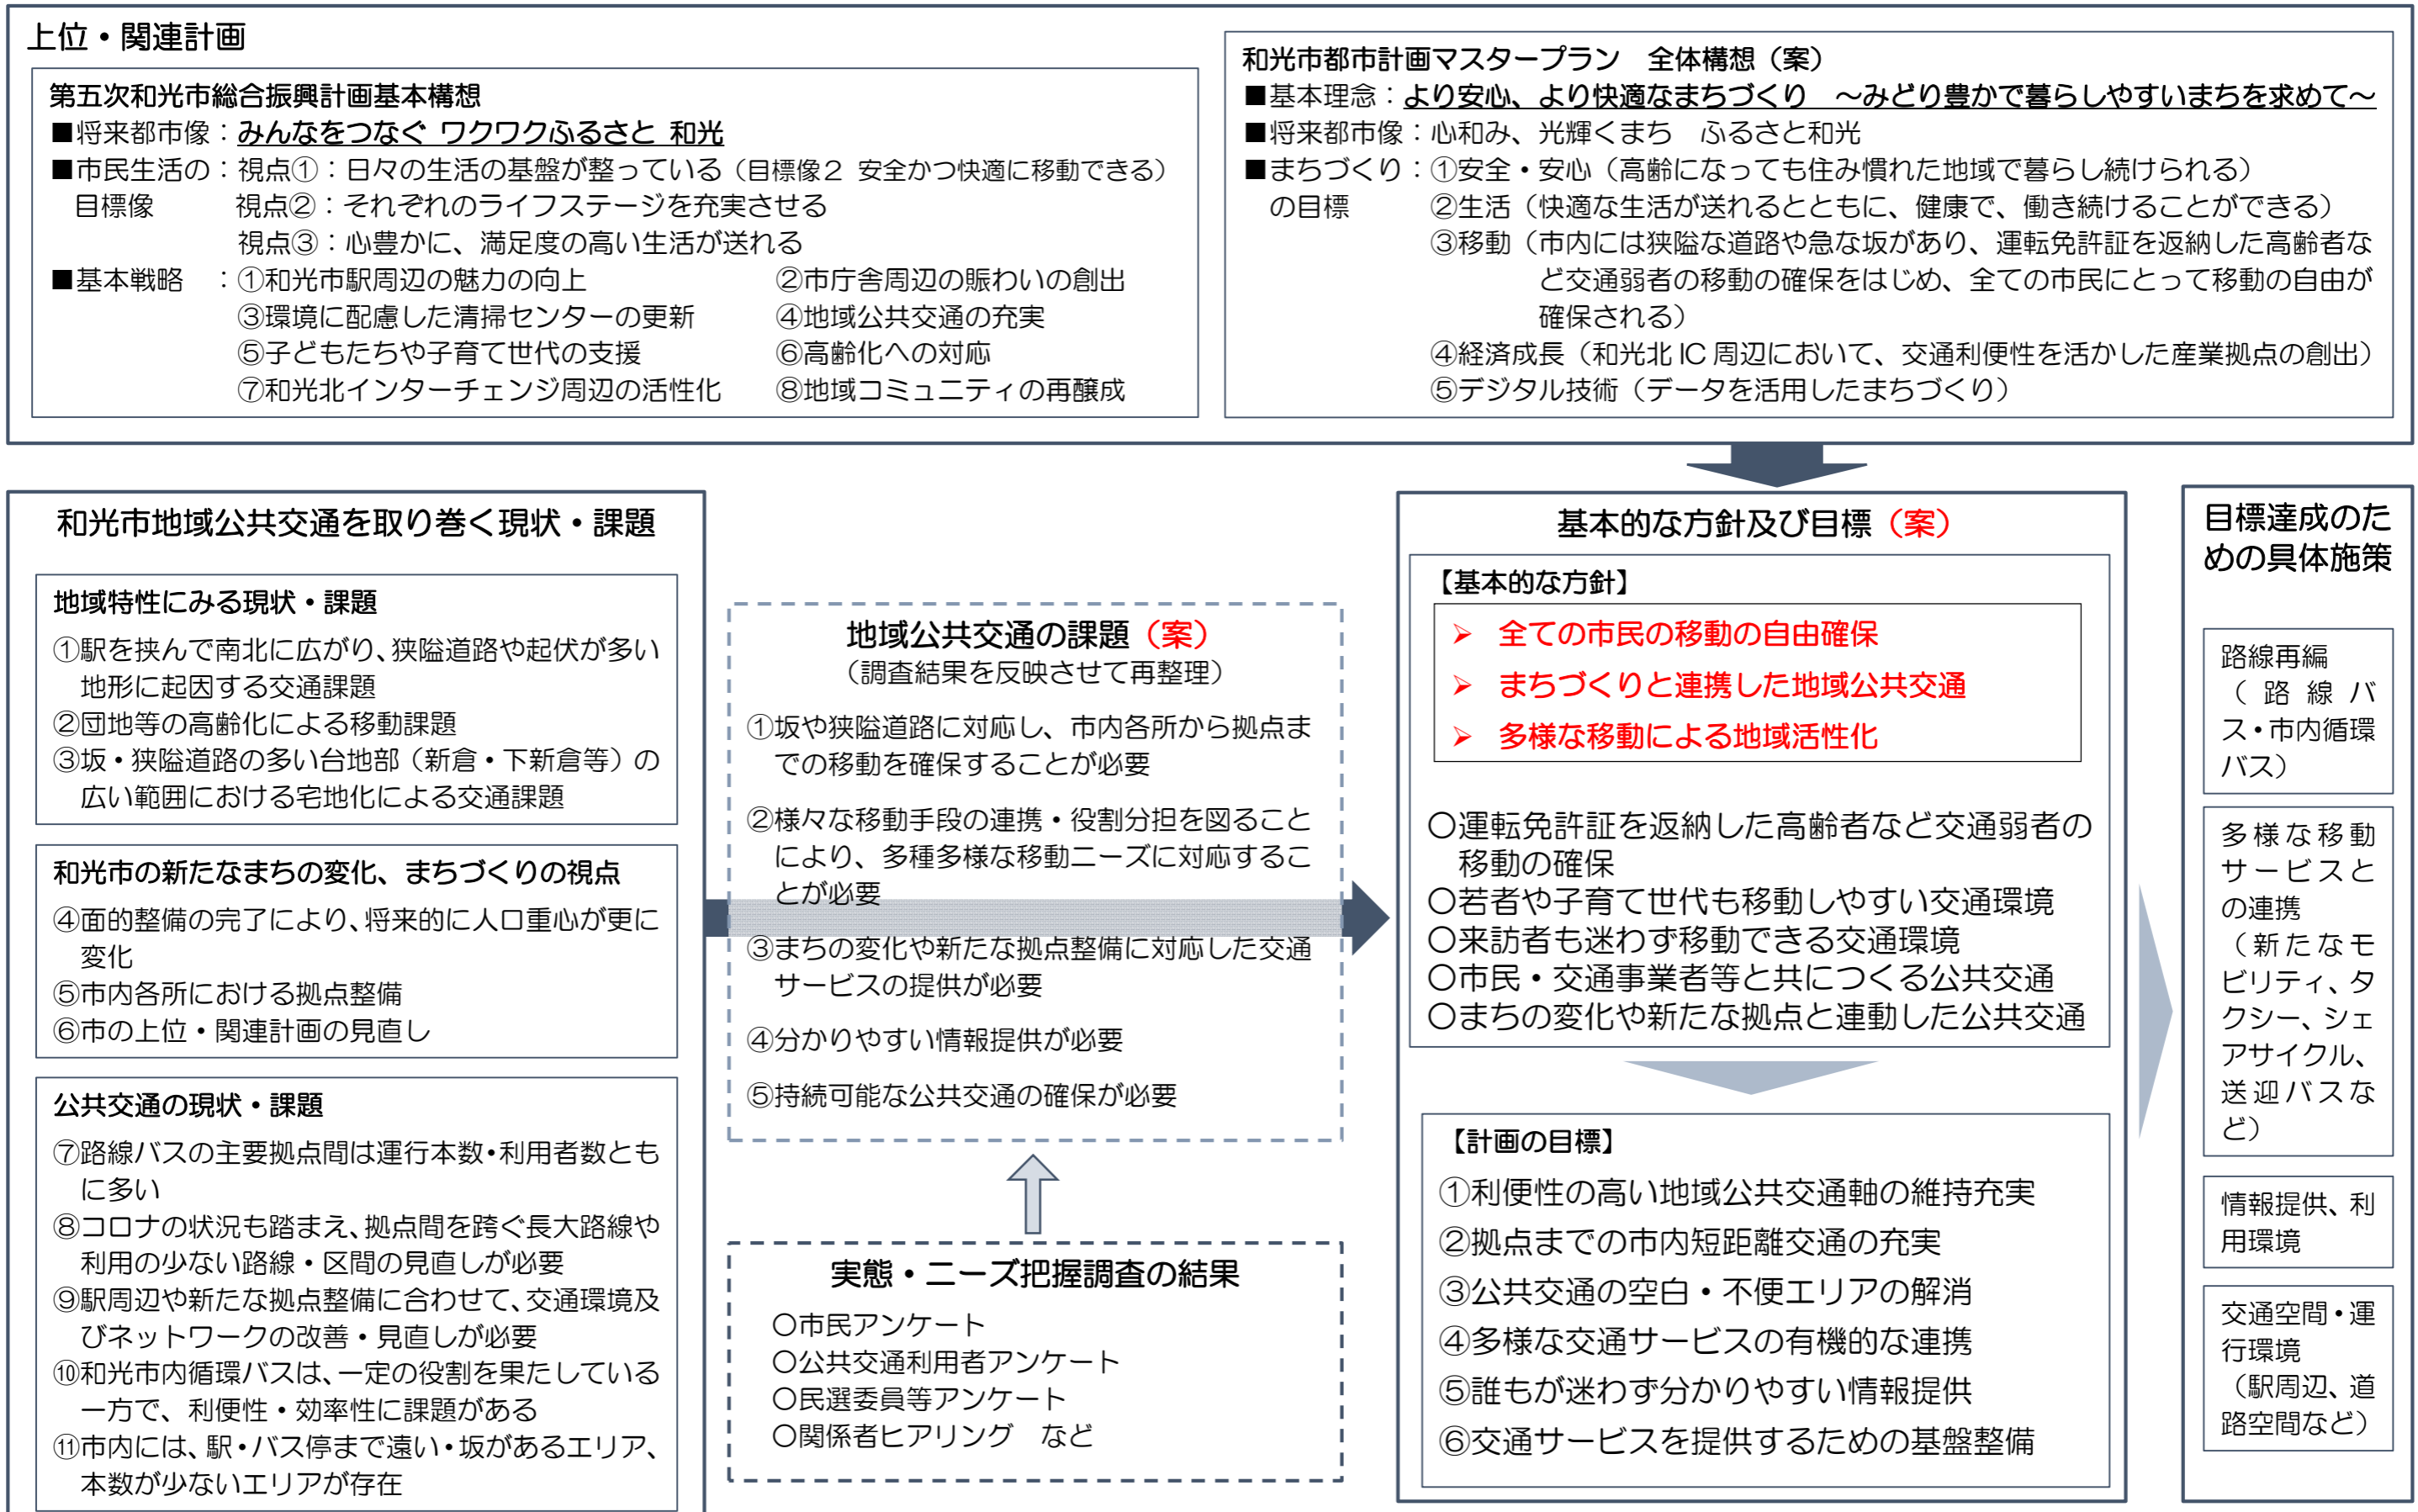 上位・関連計画
第五次和光市総合振興計画基本構想
■将来都市像：みんなをつなぐ ワクワクふるさと 和光
■市民生活の：視点①：日々の生活の基盤が整っている（目標像２ 安全かつ快適に移動できる）
目標像 視点②：それぞれのライフステージを充実させる
視点③：心豊かに、満足度の高い生活が送れる
■基本戦略 ：①和光市駅周辺の魅力の向上 ②市庁舎周辺の賑わいの創出
③環境に配慮した清掃センターの更新 ④地域公共交通の充実
⑤子どもたちや子育て世代の支援 ⑥高齢化への対応
⑦和光北インターチェンジ周辺の活性化 ⑧地域コミュニティの再醸成
和光市都市計画マスタープラン 全体構想（案）
■基本理念：より安心、より快適なまちづくり ～みどり豊かで暮らしやすいまちを求めて～
■将来都市像：心和み、光輝くまち ふるさと和光
■まちづくり：①安全・安心（高齢になっても住み慣れた地域で暮らし続けられる）
の目標 ②生活（快適な生活が送れるとともに、健康で、働き続けることができる）
③移動（市内には狭隘な道路や急な坂があり、運転免許証を返納した高齢者な
ど交通弱者の移動の確保をはじめ、全ての市民にとって移動の自由が
確保される）
④経済成長（和光北 IC 周辺において、交通利便性を活かした産業拠点の創出）
⑤デジタル技術（データを活用したまちづくり）
和光市地域公共交通を取り巻く現状・課題
地域特性にみる現状・課題
①駅を挟んで南北に広がり、狭隘道路や起伏が多い
地形に起因する交通課題
②団地等の高齢化による移動課題
③坂・狭隘道路の多い台地部（新倉・下新倉等）の
広い範囲における宅地化による交通課題
和光市の新たなまちの変化、まちづくりの視点
④面的整備の完了により、将来的に人口重心が更に
変化
⑤市内各所における拠点整備
⑥市の上位・関連計画の見直し
公共交通の現状・課題
⑦路線バスの主要拠点間は運行本数・利用者数とも
に多い
⑧コロナの状況も踏まえ、拠点間を跨ぐ長大路線や
利用の少ない路線・区間の見直しが必要
⑨駅周辺や新たな拠点整備に合わせて、交通環境及
びネットワークの改善・見直しが必要
⑩和光市内循環バスは、一定の役割を果たしている
一方で、利便性・効率性に課題がある
⑪市内には、駅・バス停まで遠い・坂があるエリア、
本数が少ないエリアが存在
地域公共交通の課題（案）
（調査結果を反映させて再整理）
①坂や狭隘道路に対応し、市内各所から拠点ま
での移動を確保することが必要
②様々な移動手段の連携・役割分担を図ること
により、多種多様な移動ニーズに対応するこ
とが必要
③まちの変化や新たな拠点整備に対応した交通
サービスの提供が必要
④分かりやすい情報提供が必要
⑤持続可能な公共交通の確保が必要
実態・ニーズ把握調査の結果
〇市民アンケート
〇公共交通利用者アンケート
〇民選委員等アンケート
〇関係者ヒアリング など
基本的な方針及び目標（案）
【基本的な方針】
➢ 全ての市民の移動の自由確保
➢ まちづくりと連携した地域公共交通
➢ 多様な移動による地域活性化
〇運転免許証を返納した高齢者など交通弱者の
移動の確保
〇若者や子育て世代も移動しやすい交通環境
〇来訪者も迷わず移動できる交通環境
〇市民・交通事業者等と共につくる公共交通
〇まちの変化や新たな拠点と連動した公共交通
【計画の目標】
①利便性の高い地域公共交通軸の維持充実
②拠点までの市内短距離交通の充実
③公共交通の空白・不便エリアの解消
④多様な交通サービスの有機的な連携
⑤誰もが迷わず分かりやすい情報提供
⑥交通サービスを提供するための基盤整備
目標達成のた
めの具体施策
路線再編
（路線バ
ス・市内循環
バス）
多様な移動
サービスと
の連携
（新たなモ
ビリティ、タ
クシー、シェ
アサイクル、
送迎バスな
ど）
情報提供、利
用環境
交通空間・運
行環境
（駅周辺、道
路空間など）